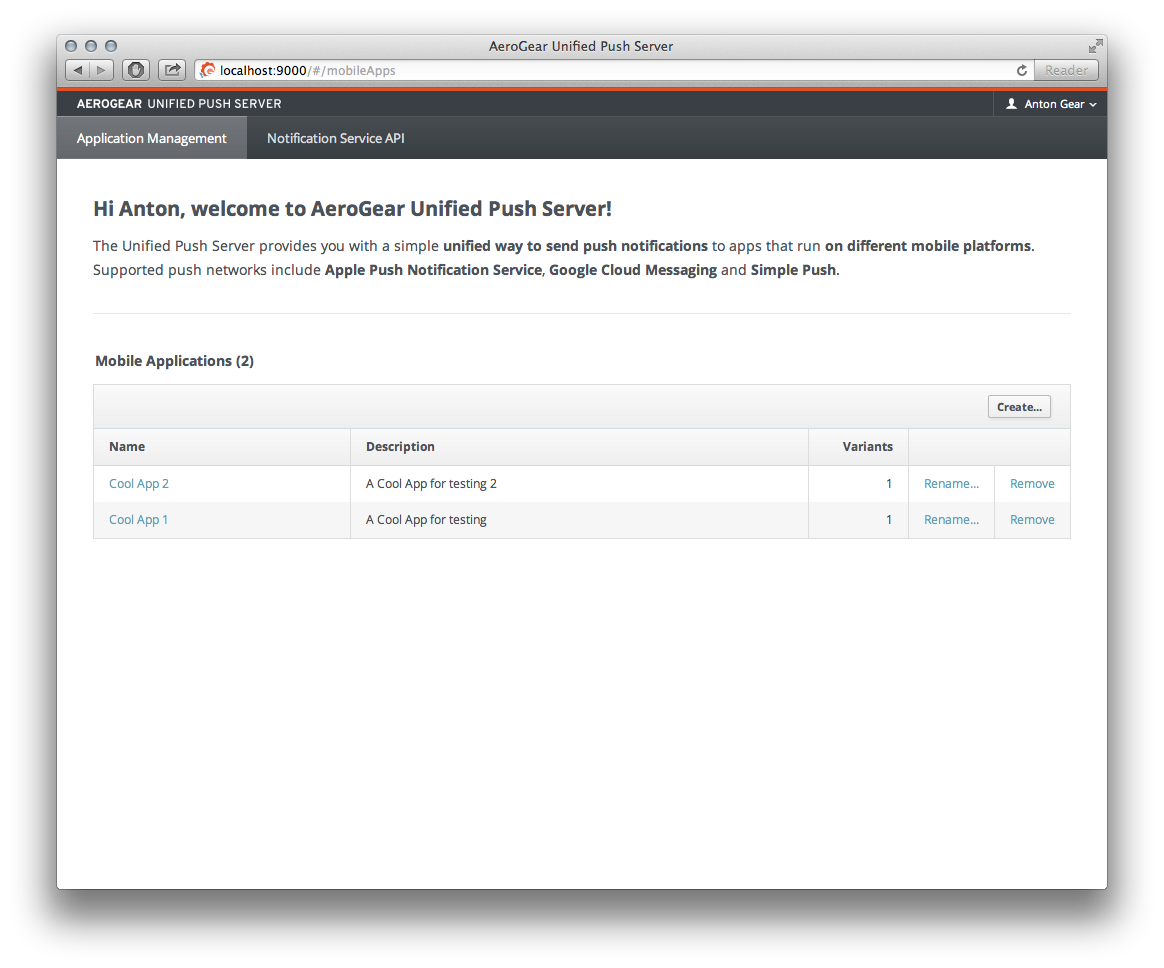 AeroGear Unified Push Server
localhost:9000/#/mobileApps
Reader
AEROGEAR UNIFIED PUSH SERVER
Anton Gear
Application Management
Notification Service API
Hi Anton, welcome to AeroGear Unified Push Server!
The Unified Push Server provides you with a simple unified way to send push notifications to apps that run on different mobile platforms.
Supported push networks include Apple Push Notification Service, Google Cloud Messaging and Simple Push.
Mobile Applications (2)
Create...
Name Description Variants
Cool App 2 A Cool App for testing 2 1 Rename... Remove
Cool App 1 A Cool App for testing 1 Rename... Remove